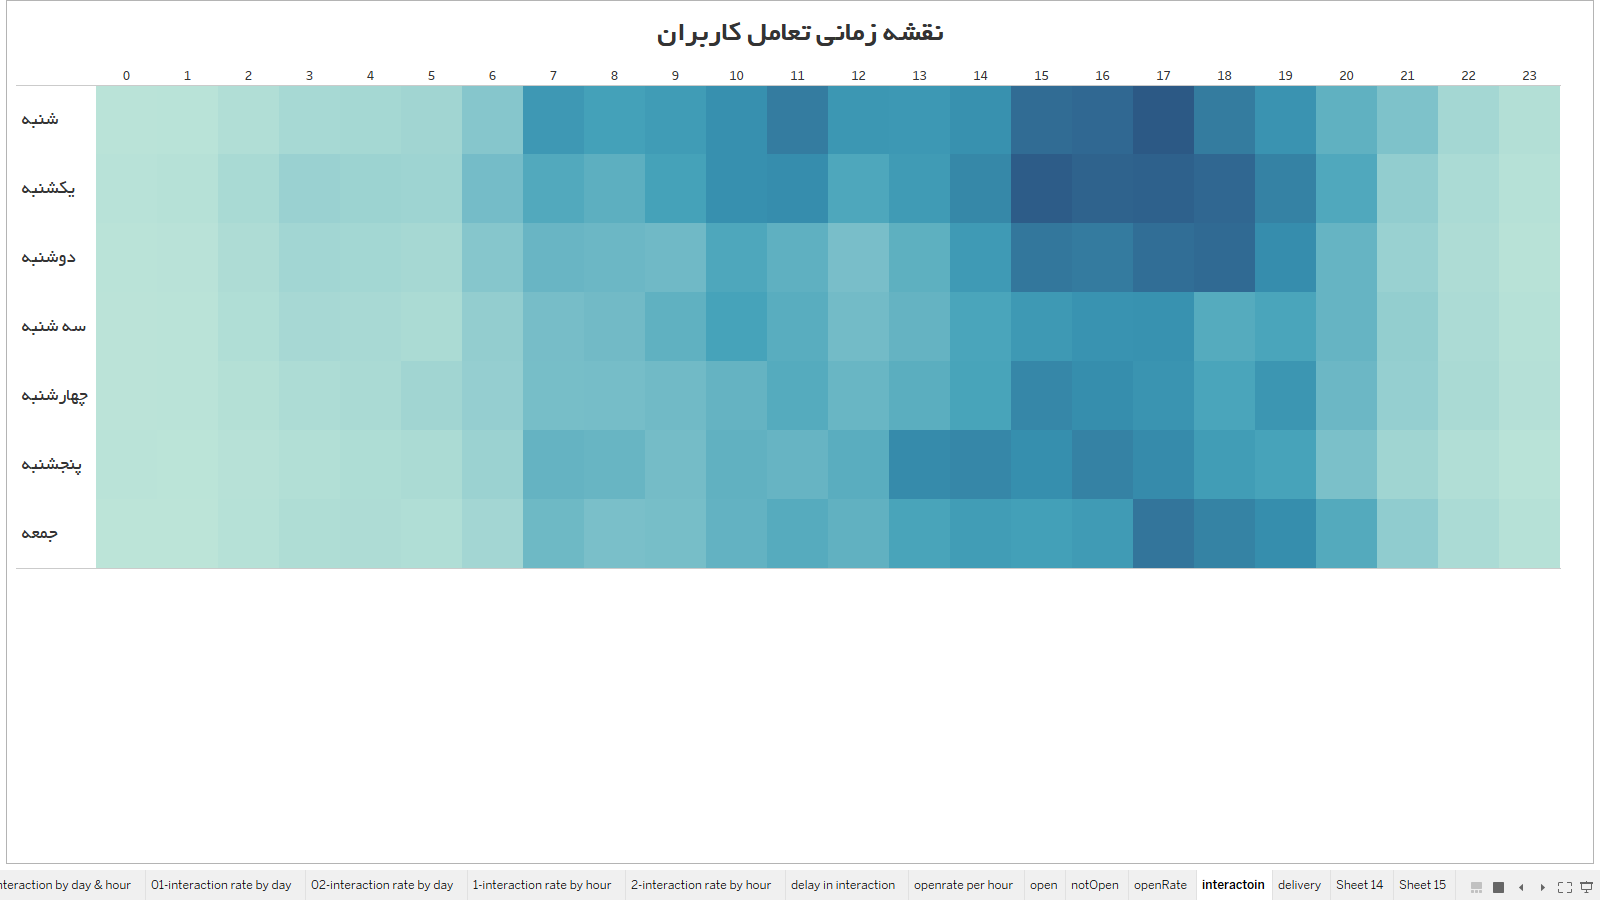 نقشه زمانی تعامل کاربران
0 1 2 3 4 5 6 7 8 9 10 11 12 13 14 15 16 17 18 19 20 21 22 23
شنبه
یکشنبه
دوشنبه
سه شنبه
چهارشنبه
پنجشنبه
جمعه
nteraction by day & hour 01-interaction rate by day 02-interaction rate by day 1-interaction rate by hour 2-interaction rate by hour delay in interaction openrate per hour open notOpen openRate interactoin delivery Sheet 14 Sheet 15